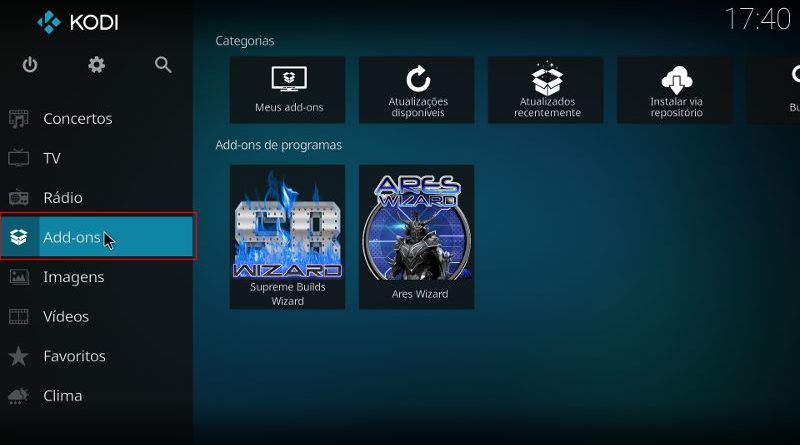 KODI
17:40
Concertos
TV
Rádio
Add-ons
Imagens
Vídeos
Favoritos
Clima
Categorias
Meus add-ons
Atualizações
disponíveis
Atualizados
recentemente
Instalar via
repositório
Bu
Add-ons de programas
SB
WIZARD
Supreme Builds
Wizard
ARES
WIZARD
Ares Wizard